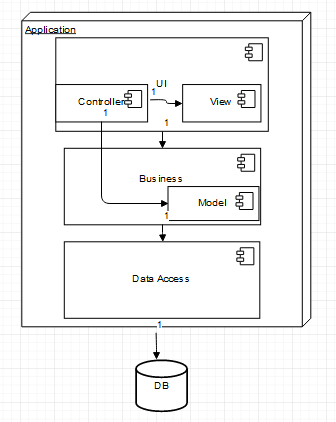 Application
UI
Controller
1
View
1
1
Business
Model
1
Data Access
1
DB